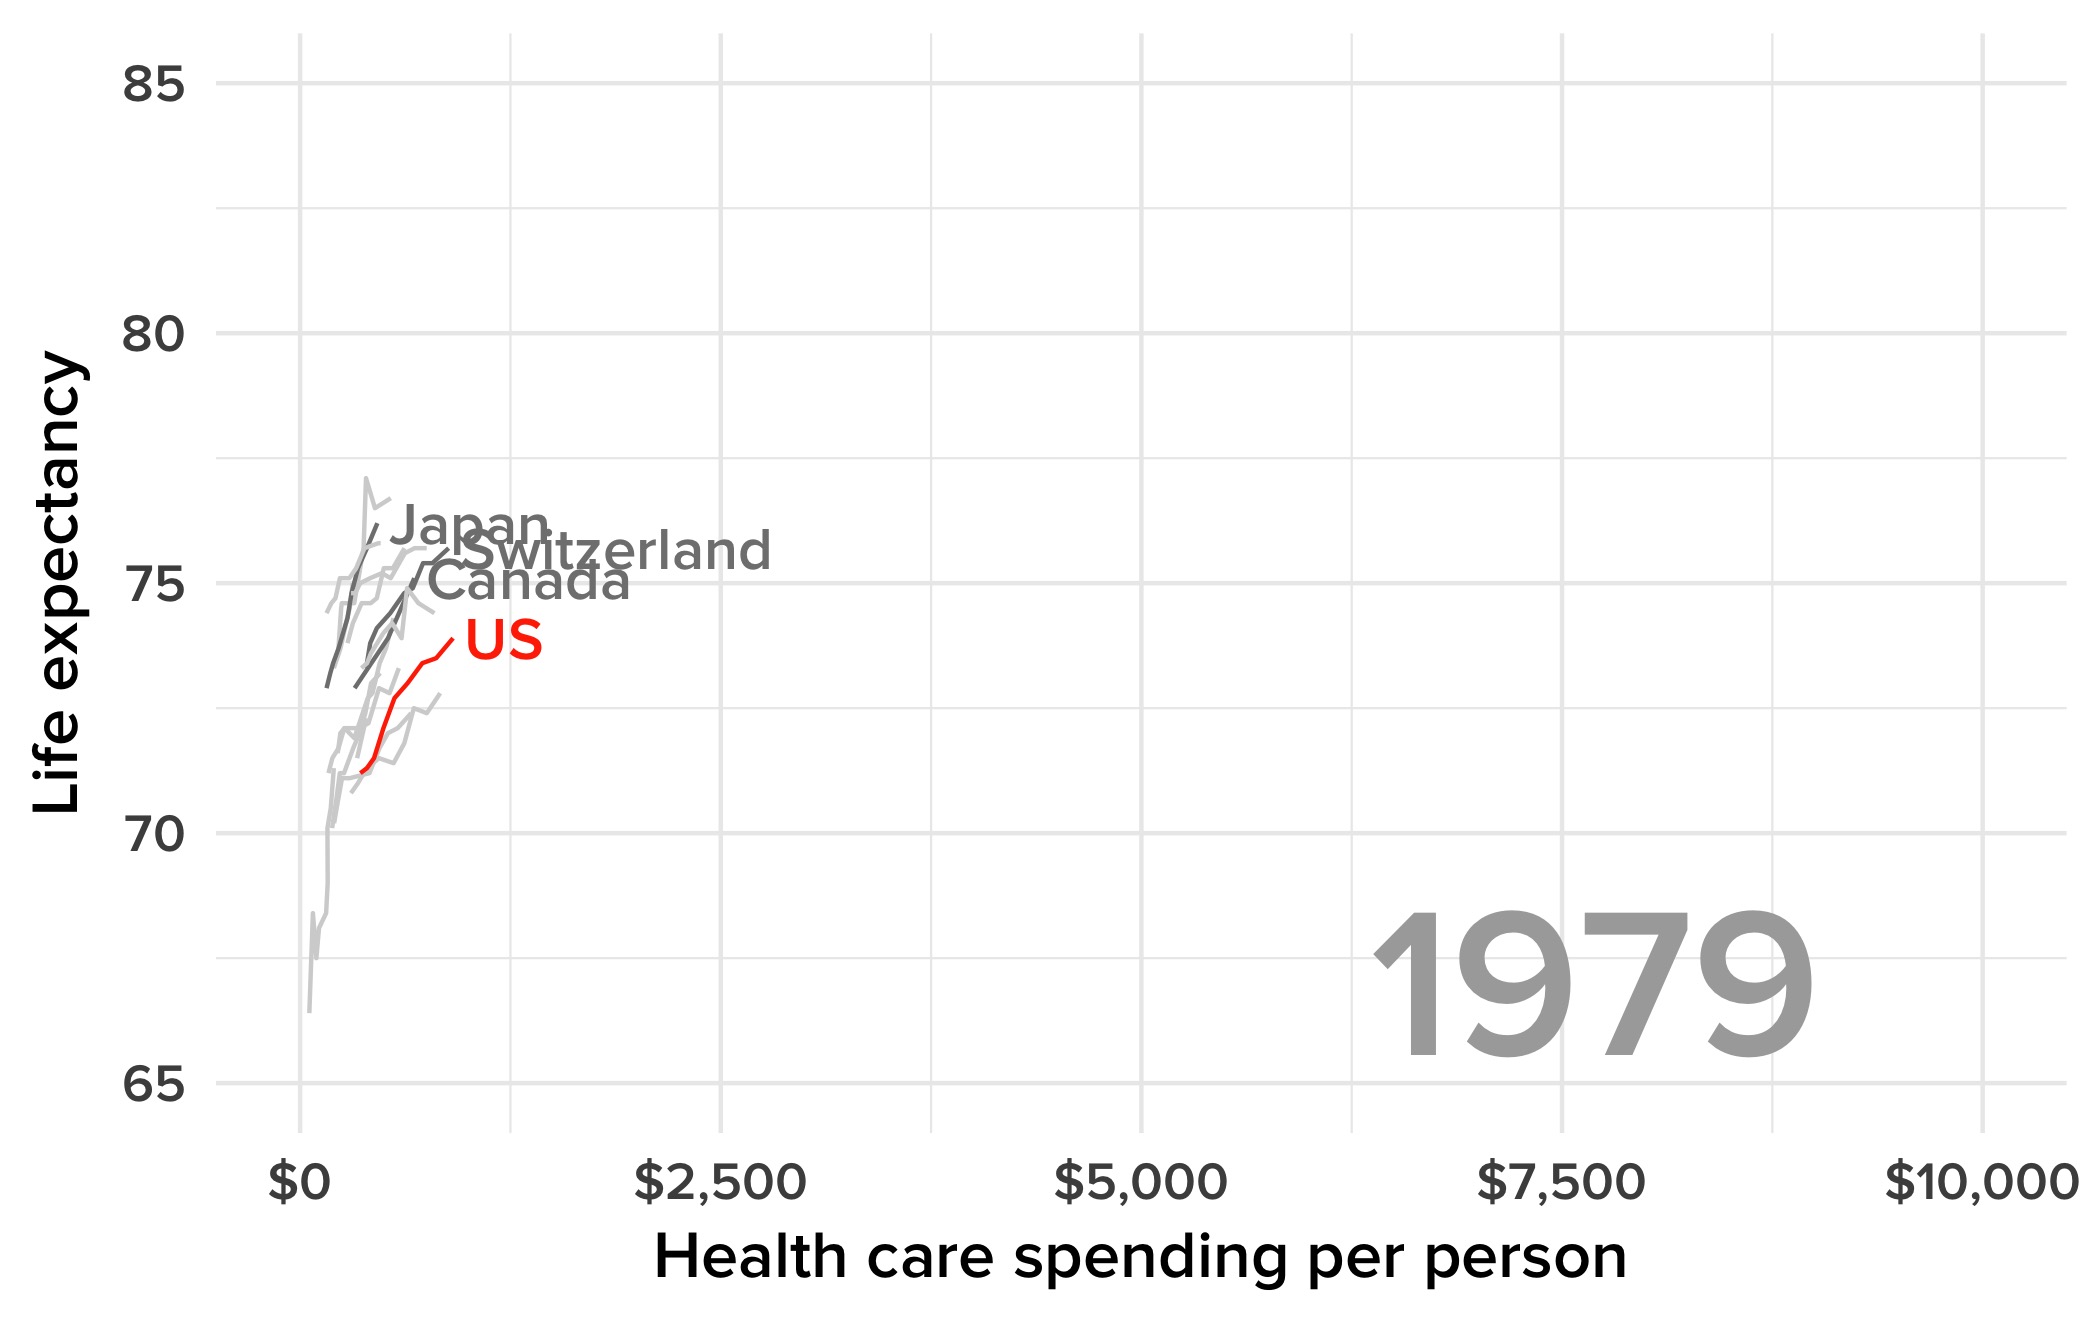 85
80
75
70
65
Life expectancy
Japan
Switzerland
Canada
US
1979
$0 $2,500 $5,000 $7,500 $10,000
Health care spending per person